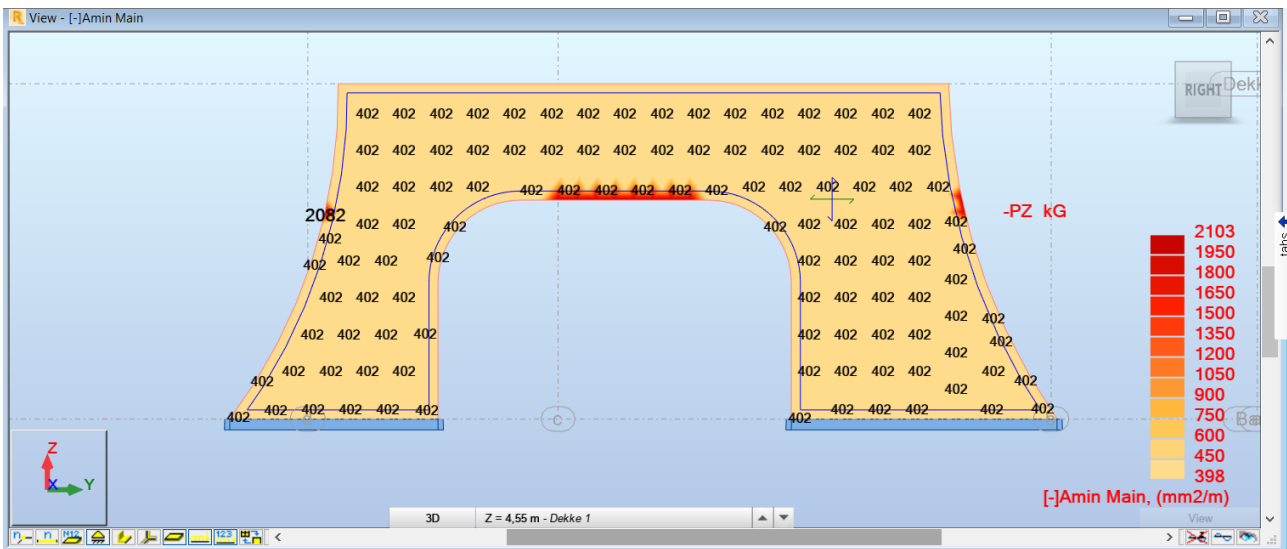 View - [-]Amin Main
RIGHT
Dekk
402 402 402 402 402 402 402 402 402 402 402 402 402 402 402 402
402 402 402 402 402 402 402 402 402 402 402 402 402 402 402 402
402 402 402 402 402 402 402 402 402 402 402 402 402 402 402 402
2082 402 402 402 402 402 402 402 402 402
-PZ kG
402 402
402 402 402 402 402 402 402 402
402
402 402 402 402 402 402 402
402 402
402 402 402 402 402 402 402 402 402
402
402 402 402 402 402 402 402 402 402 402 402
402
402 402 402 402 402 402 402 402 402 402 402 402
C
B
2103
1950
1800
1650
1500
1350
1200
1050
900
750
600
450
398
[-]Amin Main, (mm2/m)
tabs
Z
X
Y
3D
Z = 4,55 m - Dekke 1
View